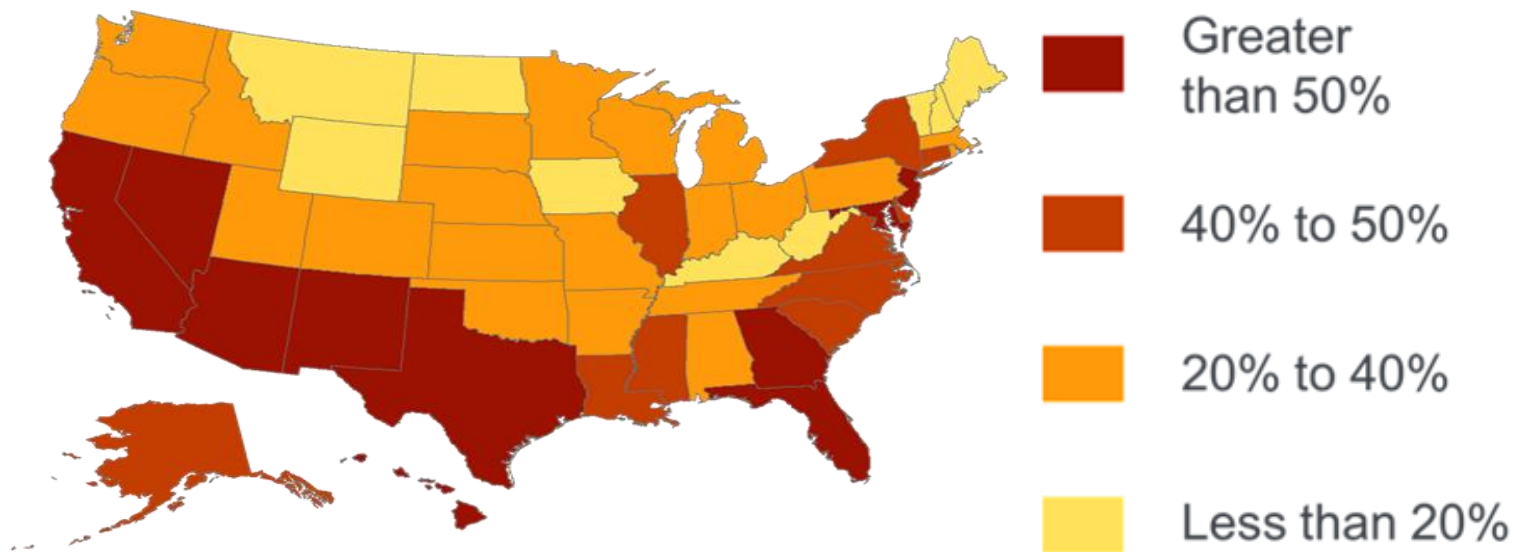 Greater
than 50%
40% to 50%
20% to 40%
Less than 20%